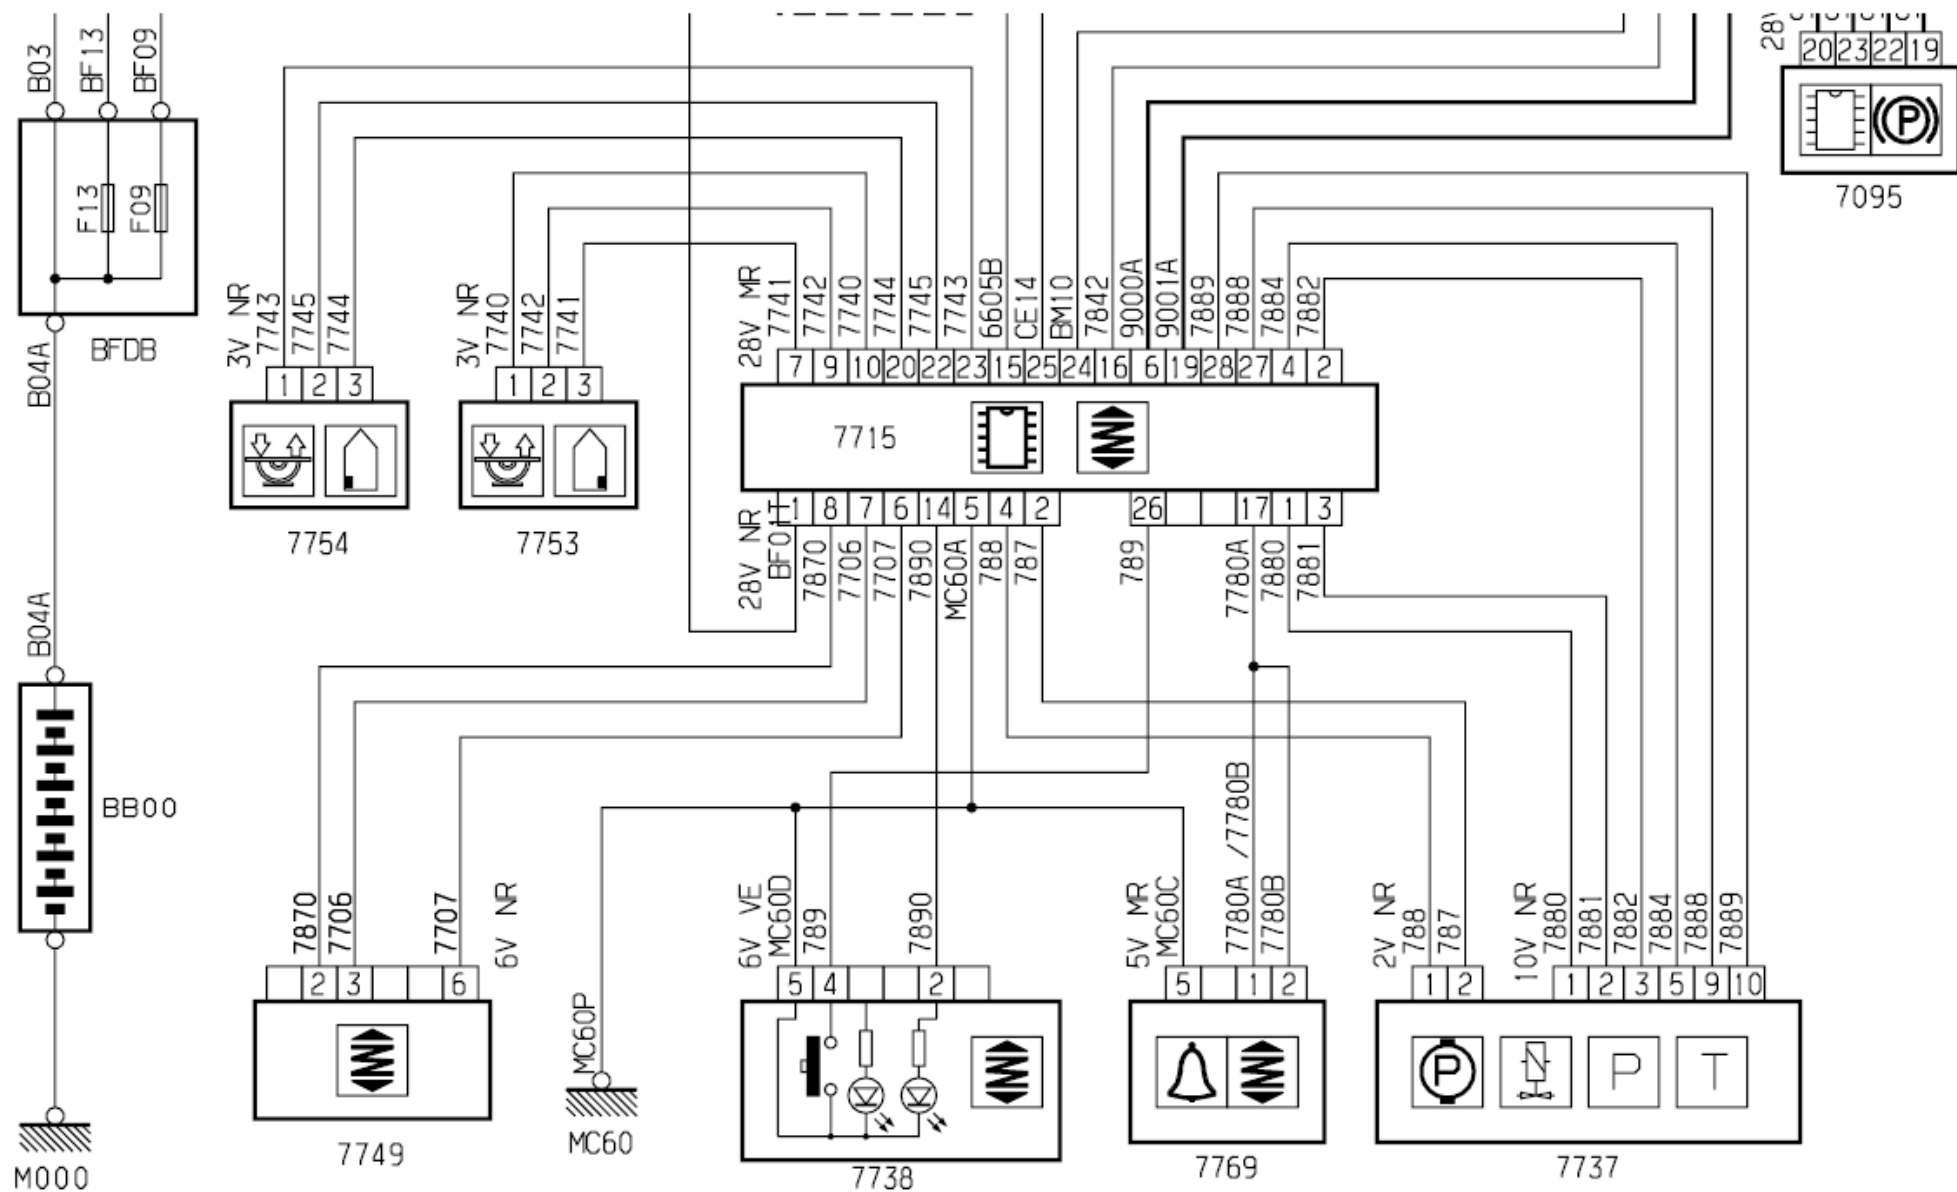 B03
BF13
BF09
28V
20 23 22 19
P
7095
F13
F09
BFDB
B04A
B04A
BB00
M000
3V NR
7743
7745
7744
1 2 3
7754
3V NR
7740
7742
7741
1 2 3
7753
28V MR
7741
7742
7740
7744
7745
7743
6605B
CE14
BM10
7842
9000A
9001A
7889
7888
7884
7882
7 9 10 20 22 23 15 25 24 16 6 19 28 27 4 2
7715
1 8 7 6 14 5 4 2 26 17 1 3
28V NR
BF01T
7870
7706
7707
7890
MC60A
788
787
789
7780A
7880
7881
7870
7706
7707
6V NR
2 3 6
7749
MC60P
MC60
6V VE
MC60D
789
7890
5 4 2
7738
5V MR
MC60C
7780A /7780B
7780B
5 1 2
7769
2V NR
788
787
1 2
10V NR
7880
7881
7882
7884
7888
7889
1 2 3 5 9 10
P
P
T
7737